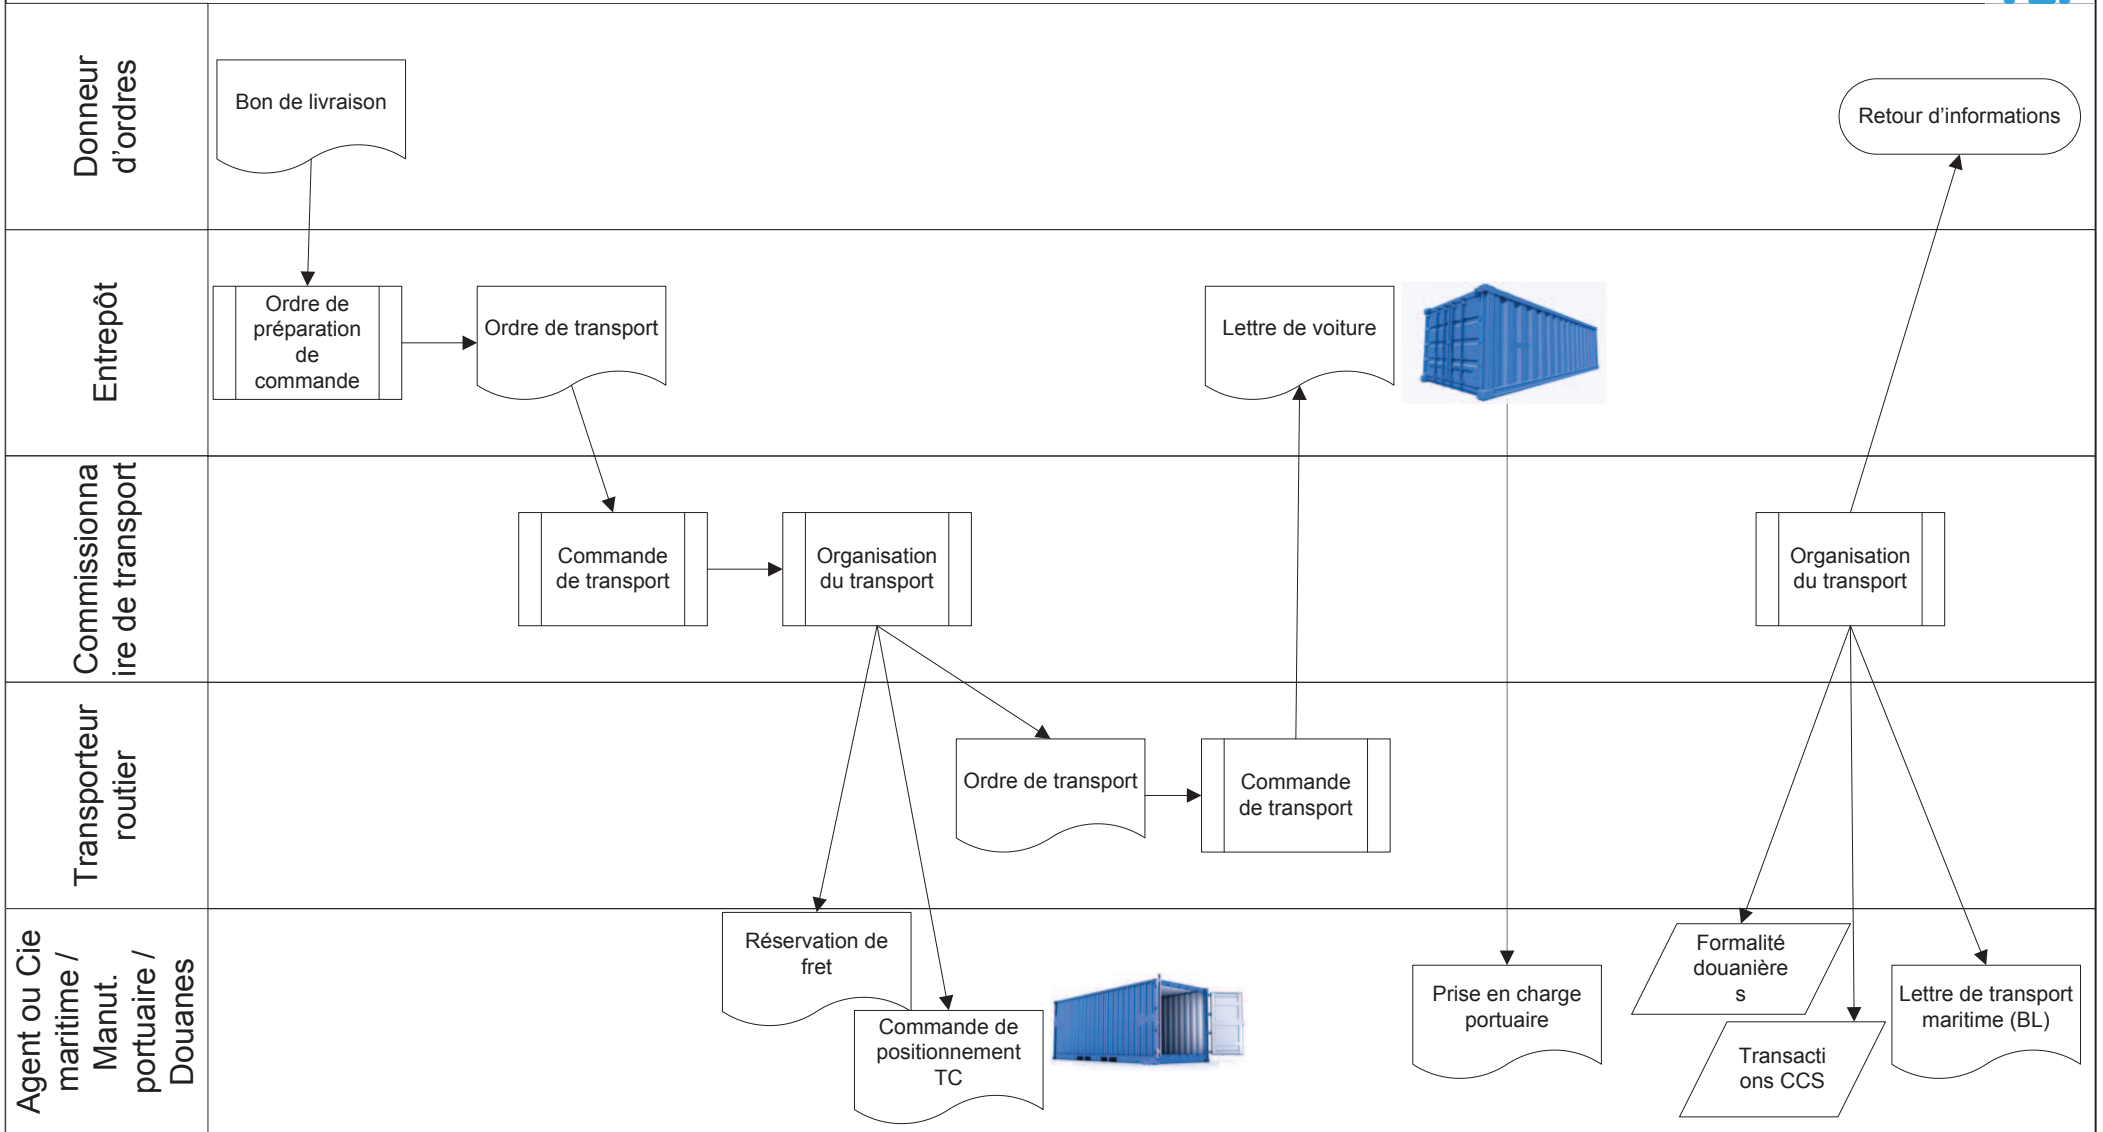 Donneur
d'ordres
Bon de livraison
Retour d'informations
Entrepôt
Ordre de
préparation
de
commande
Ordre de transport
Lettre de voiture
Commissionna
ire de transport
Commande
de transport
Organisation
du transport
Organisation
du transport
Transporteur
routier
Ordre de transport
Commande
de transport
Agent ou Cie
maritime /
Manut.
portuaire /
Douanes
Réservation de
fret
Commande de
positionnement
TC
Prise en charge
portuaire
Formalité
douanière
s
Transacti
ons CCS
Lettre de transport
maritime (BL)